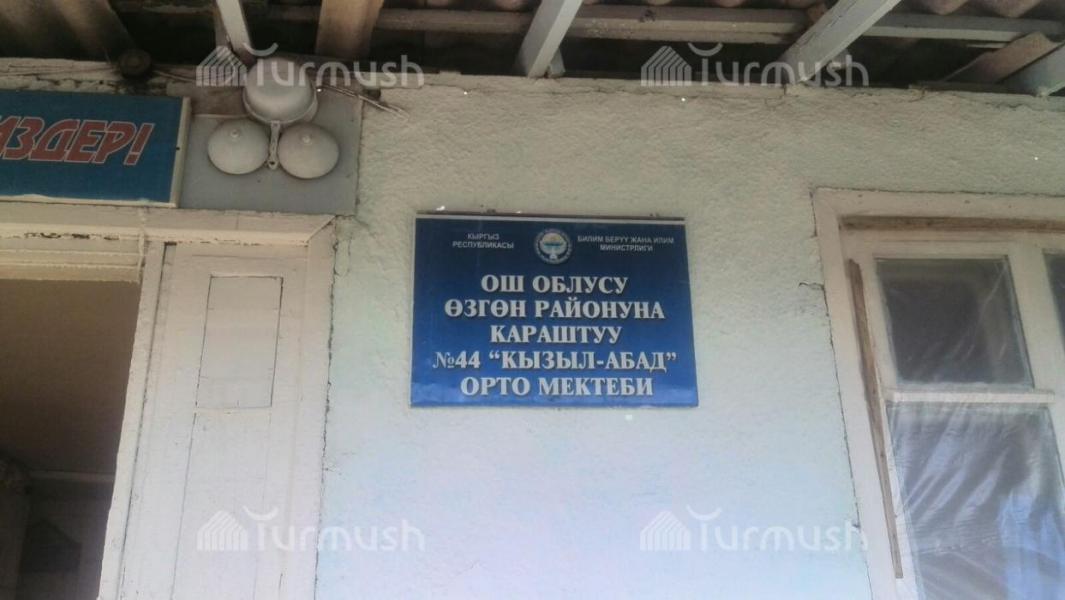 Turmush
Turmush
ИЗДЕР!
КЫРГЫЗ
РЕСПУБЛИКАСЫ
БИЛИМ БЕРҮҮ ЖАНА ИЛИМ
МИНИСТРЛИГИ
ОШ ОБЛУСУ
ӨЗГӨН РАЙОНУНА
КАРАШТУУ
№44 “КЫЗЫЛ-АБАД”
ОРТО МЕКТЕБИ
Turmush
Turmush